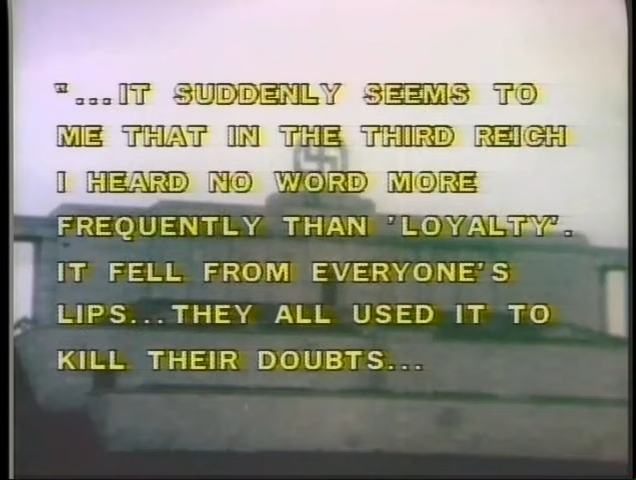 "...IT SUDDENLY SEEMS TO
ME THAT IN THE THIRD REICH
I HEARD NO WORD MORE
FREQUENTLY THAN 'LOYALTY'.
IT FELL FROM EVERYONE'S
LIPS...THEY ALL USED IT TO
KILL THEIR DOUBTS...